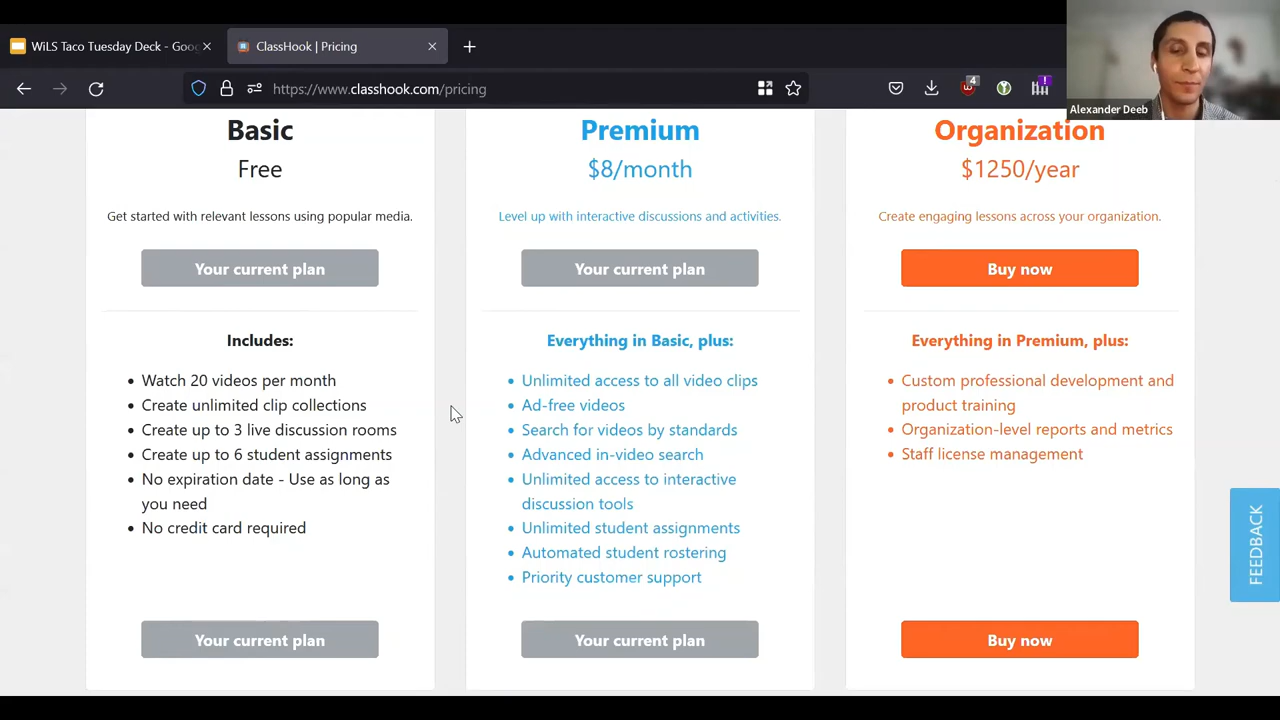 WiLS Taco Tuesday Deck - Goo
ClassHook | Pricing
https://www.classhook.com/pricing
4
Alexander Deeb
Basic
Free
Get started with relevant lessons using popular media.
Your current plan
Includes:
Watch 20 videos per month
Create unlimited clip collections
Create up to 3 live discussion rooms
Create up to 6 student assignments
No expiration date - Use as long as
you need
No credit card required
Your current plan
Premium
$8/month
Level up with interactive discussions and activities.
Your current plan
Everything in Basic, plus:
Unlimited access to all video clips
Ad-free videos
Search for videos by standards
Advanced in-video search
Unlimited access to interactive
discussion tools
Unlimited student assignments
Automated student rostering
Priority customer support
Your current plan
Organization
$1250/year
Create engaging lessons across your organization.
Buy now
Everything in Premium, plus:
Custom professional development and
product training
Organization-level reports and metrics
Staff license management
Buy now
FEEDBACK